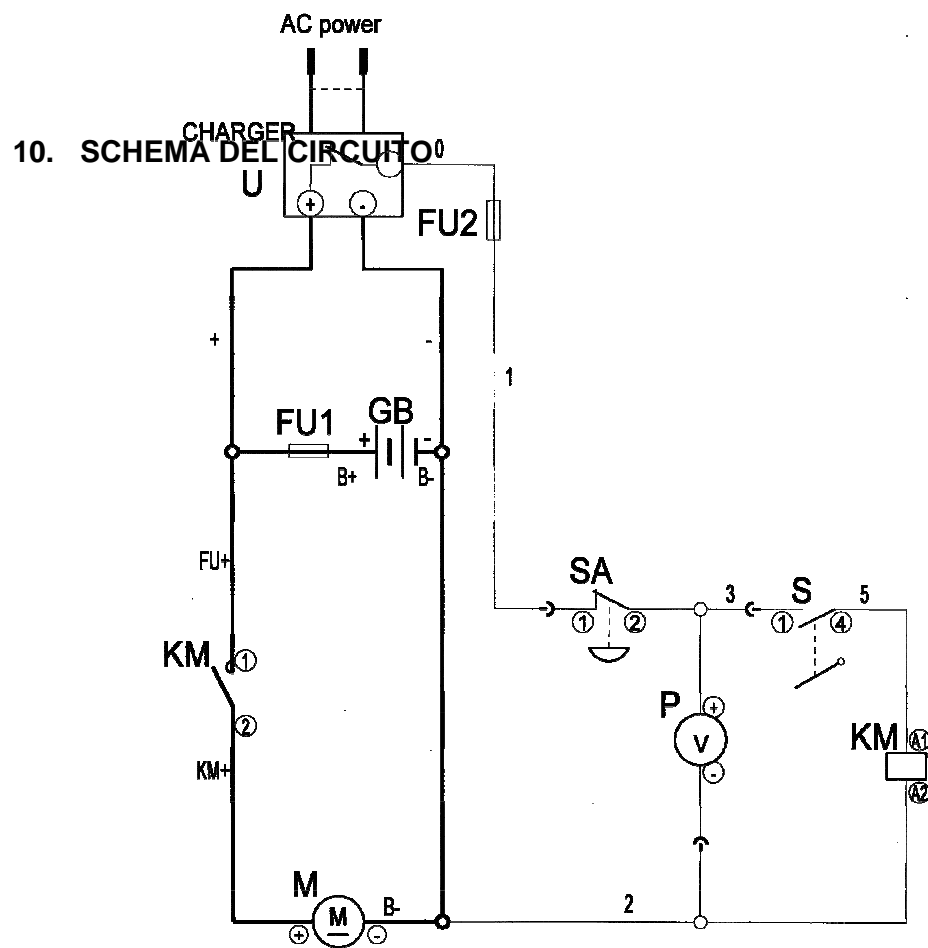 AC power
CHARGER
10. SCHEMA DEL CIRCUITO 0
U
+ -
FU2
+ -
1
FU1 GB
+ -
B+ B-
FU+
SA
3 S 5
1 2 1 4
KM 1
P +
2
V
KM A1
-
A2
KM+
M B- 2
M
+ -